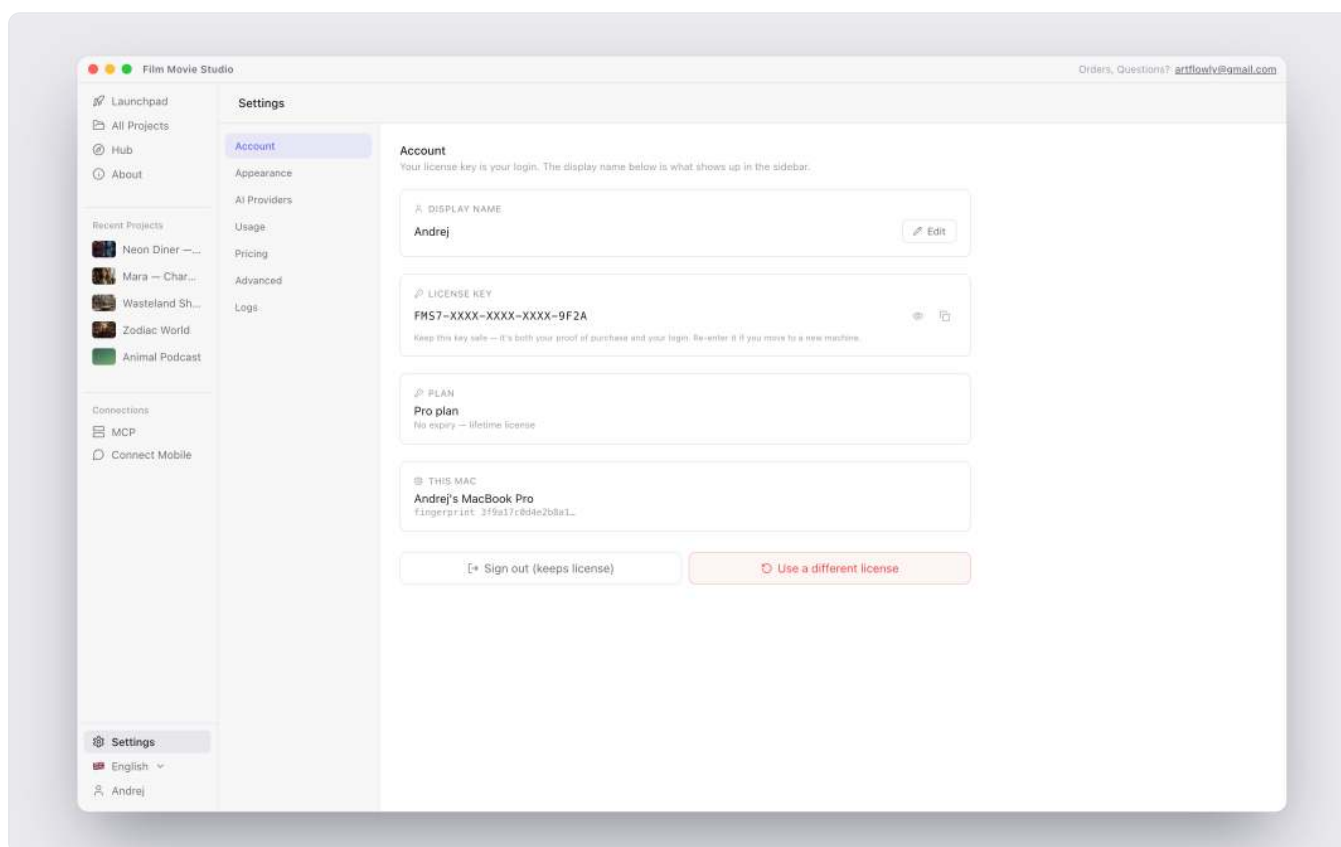 Film Movie Studio
Orders, Questions? artflowly@gmail.com
Launchpad
All Projects
Hub
About
Recent Projects
Neon Diner —...
Mara — Char...
Wasteland Sh...
Zodiac World
Animal Podcast
Connections
MCP
Connect Mobile
Settings
English
Andrej
Settings
Account
Appearance
AI Providers
Usage
Pricing
Advanced
Logs
Account
Your license key is your login. The display name below is what shows up in the sidebar.
DISPLAY NAME
Andrej
Edit
LICENSE KEY
FMS7-XXXX-XXXX-XXXX-9F2A
Keep this key safe — it's both your proof of purchase and your login. Re-enter it if you move to a new machine.
PLAN
Pro plan
No expiry — lifetime license
THIS MAC
Andrej's MacBook Pro
fingerprint 3f9a17c0d4e2b8a1…
Sign out (keeps license)
Use a different license